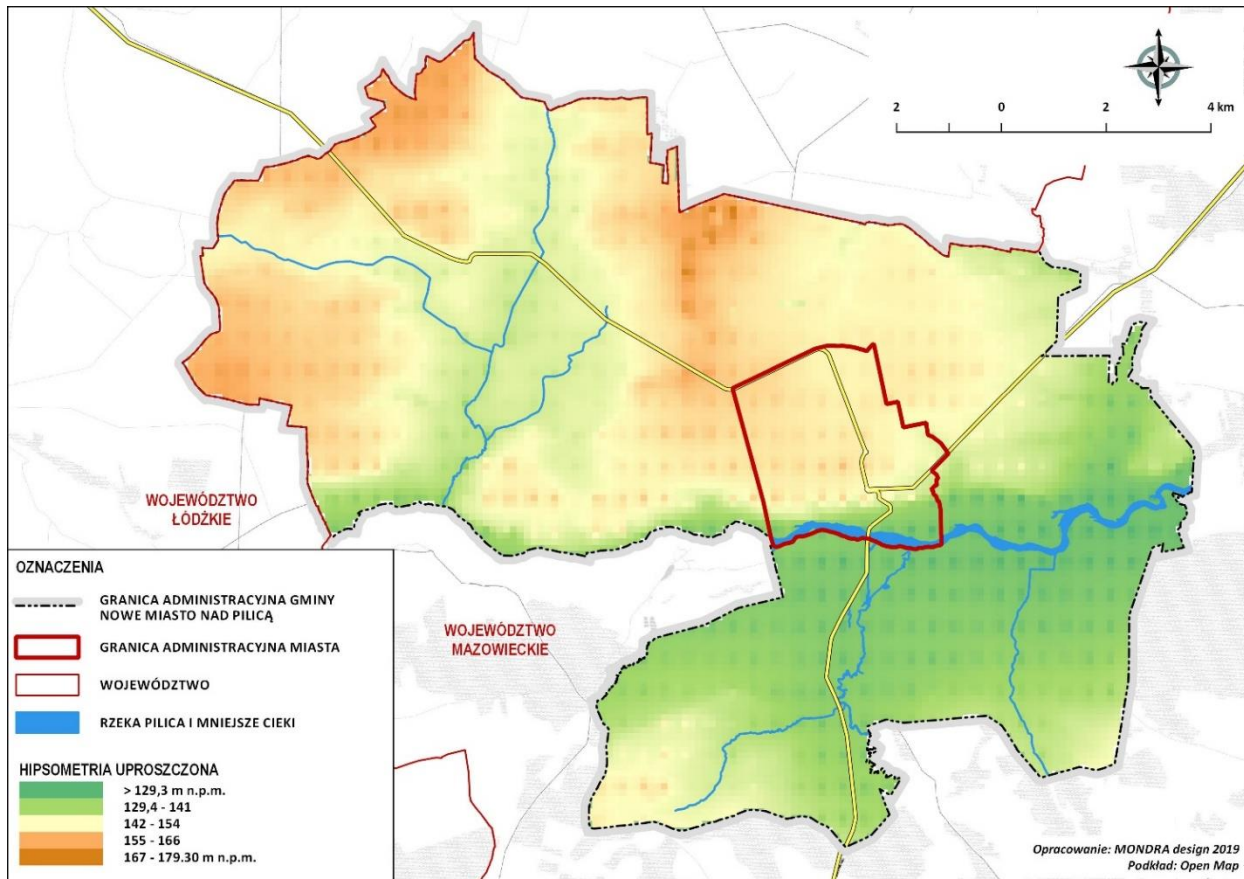 2 0 2 4 km
WOJEWÓDZTWO
ŁÓDŹKIE
WOJEWÓDZTWO
MAZOWIECKIE
OZNACZENIA
GRANICA ADMINISTRACYJNA GMINY
NOWE MIASTO NAD PILICĄ
GRANICA ADMINISTRACYJNA MIASTA
WOJEWÓDZTWO
RZEKA PILICA I MNIEJSZE CIEKI
HIPSOMETRIA UPROSZCZONA
> 129,3 m n.p.m.
129,4 - 141
142 - 154
155 - 166
167 - 179.30 m n.p.m.
Opracowanie: MONDRA design 2019
Podkład: Open Map